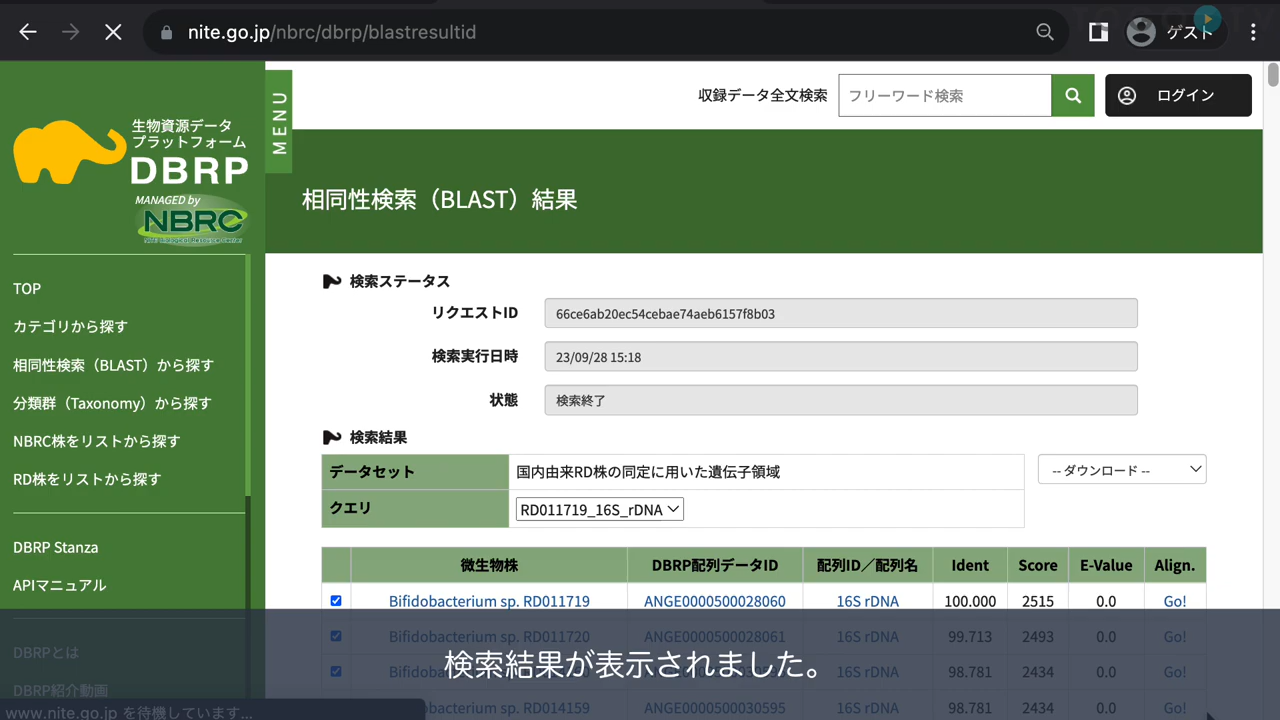 nite.go.jp/nbrc/dbrp/blastresultid
ゲスト
生物資源データ
プラットフォーム
DBRP
MANAGED by
NBRC
NITE Biological Resource Center
MENU
収録データ全文検索
フリーワード検索
ログイン
相同性検索（BLAST）結果
TOP
カテゴリから探す
相同性検索（BLAST）から探す
分類群（Taxonomy）から探す
NBRC株をリストから探す
RD株をリストから探す
DBRP Stanza
APIマニュアル
DBRPとは
DBRP紹介動画
検索ステータス
リクエストID 66ce6ab20ec54cebae74aeb6157f8b03
検索実行日時 23/09/28 15:18
状態 検索終了
検索結果
データセット 国内由来RD株の同定に用いた遺伝子領域
-- ダウンロード --
クエリ RD011719_16S_rDNA
微生物株 DBRP配列データID 配列ID／配列名 Ident Score E-Value Align.
Bifidobacterium sp. RD011719 ANGE0000500028060 16S rDNA 100.000 2515 0.0 Go!
Bifidobacterium sp. RD011720 ANGE0000500028061 16S rDNA 99.713 2493 0.0 Go!
16S rDNA 98.781 2434 0.0 Go!
bacterium sp. RD014159 ANGE0000500030595 16S rDNA 98.781 2434 0.0 Go!
検索結果が表示されました。
www.nite.go.jp を待機しています...